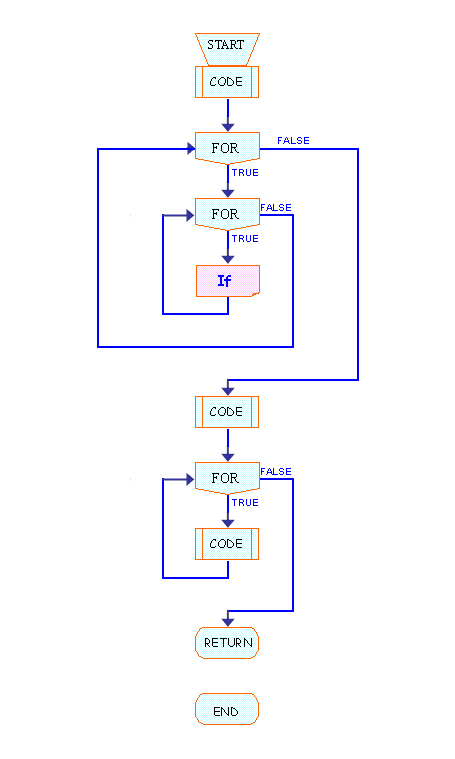 START
CODE
FOR
FALSE
TRUE
FOR
FALSE
TRUE
If
CODE
FOR
FALSE
TRUE
CODE
RETURN
END